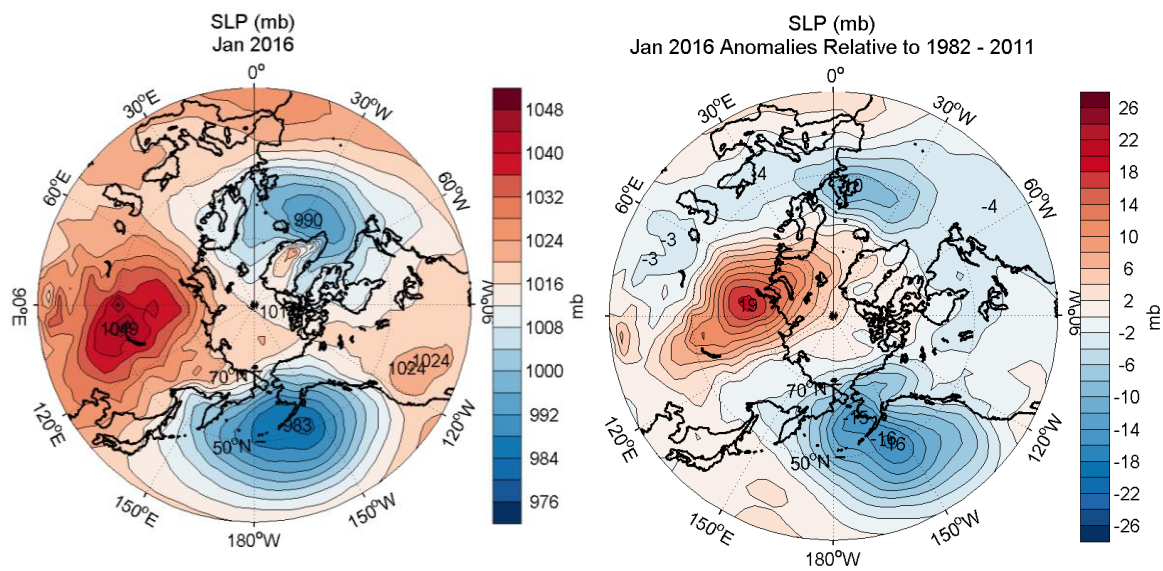 SLP (mb)
Jan 2016
0°
30°W
60°W
90°W
120°W
150°W
180°W
150°E
120°E
90°E
60°E
30°E
990
1049
1024
1024
983
70°N
50°N
1048
1040
1032
1024
1016
1008
1000
992
984
976
mb
SLP (mb)
Jan 2016 Anomalies Relative to 1982 - 2011
0°
30°W
60°W
90°W
120°W
150°W
180°W
150°E
120°E
90°E
60°E
30°E
-4
-3
-3
19
-4
-15
-16
-16
70°N
50°N
26
22
18
14
10
6
2
-2
-6
-10
-14
-18
-22
-26
mb